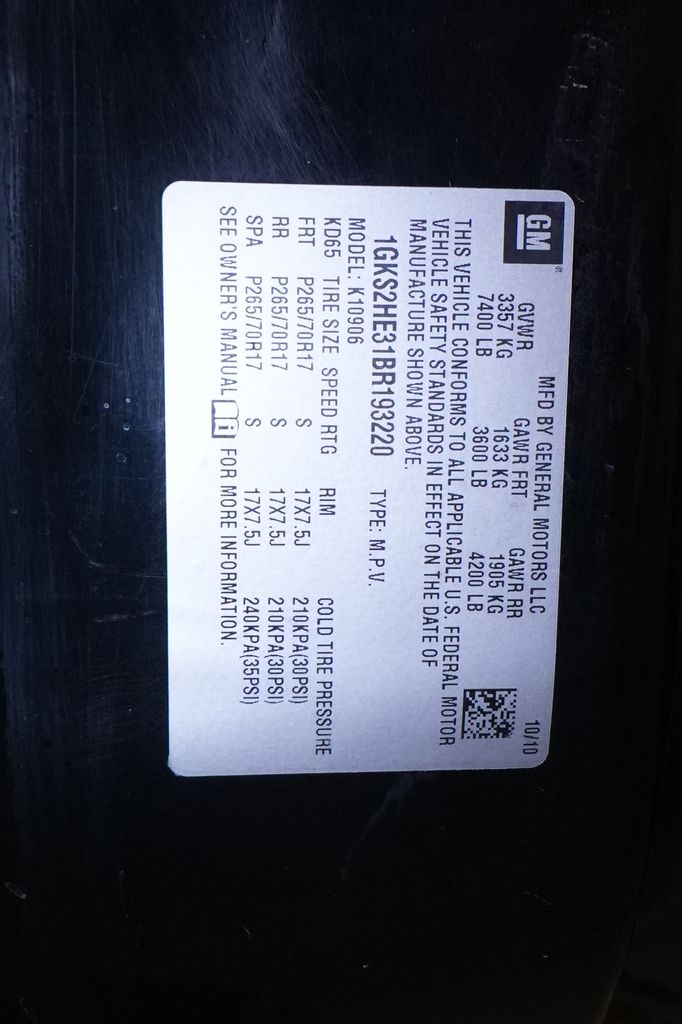 GM®
MFD BY GENERAL MOTORS LLC 10/10
GVWR GAWR FRT GAWR RR
3357 KG 1633 KG 1905 KG
7400 LB 3600 LB 4200 LB
THIS VEHICLE CONFORMS TO ALL APPLICABLE U.S. FEDERAL MOTOR
VEHICLE SAFETY STANDARDS IN EFFECT ON THE DATE OF
MANUFACTURE SHOWN ABOVE.
1GKS2HE31BR193220 TYPE: M.P.V.
MODEL: K10906
KD65 TIRE SIZE SPEED RTG RIM COLD TIRE PRESSURE
FRT P265/70R17 S 17X7.5J 210KPA(30PSI)
RR P265/70R17 S 17X7.5J 210KPA(30PSI)
SPA P265/70R17 S 17X7.5J 240KPA(35PSI)
SEE OWNER'S MANUAL i FOR MORE INFORMATION.